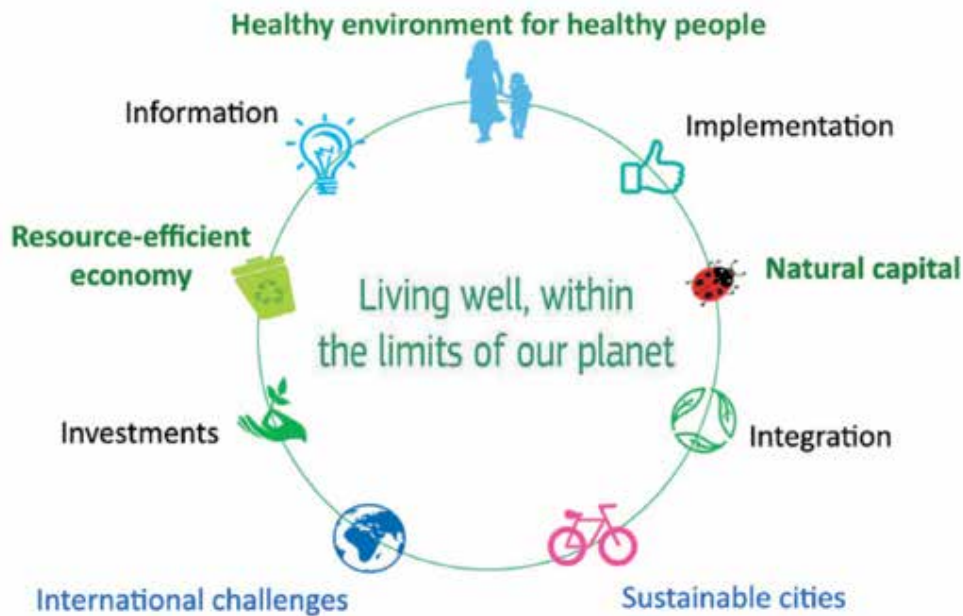 Healthy environment for healthy people
Information
Implementation
Resource-efficient
economy
Natural capital
Living well, within
the limits of our planet
Investments
Integration
International challenges
Sustainable cities